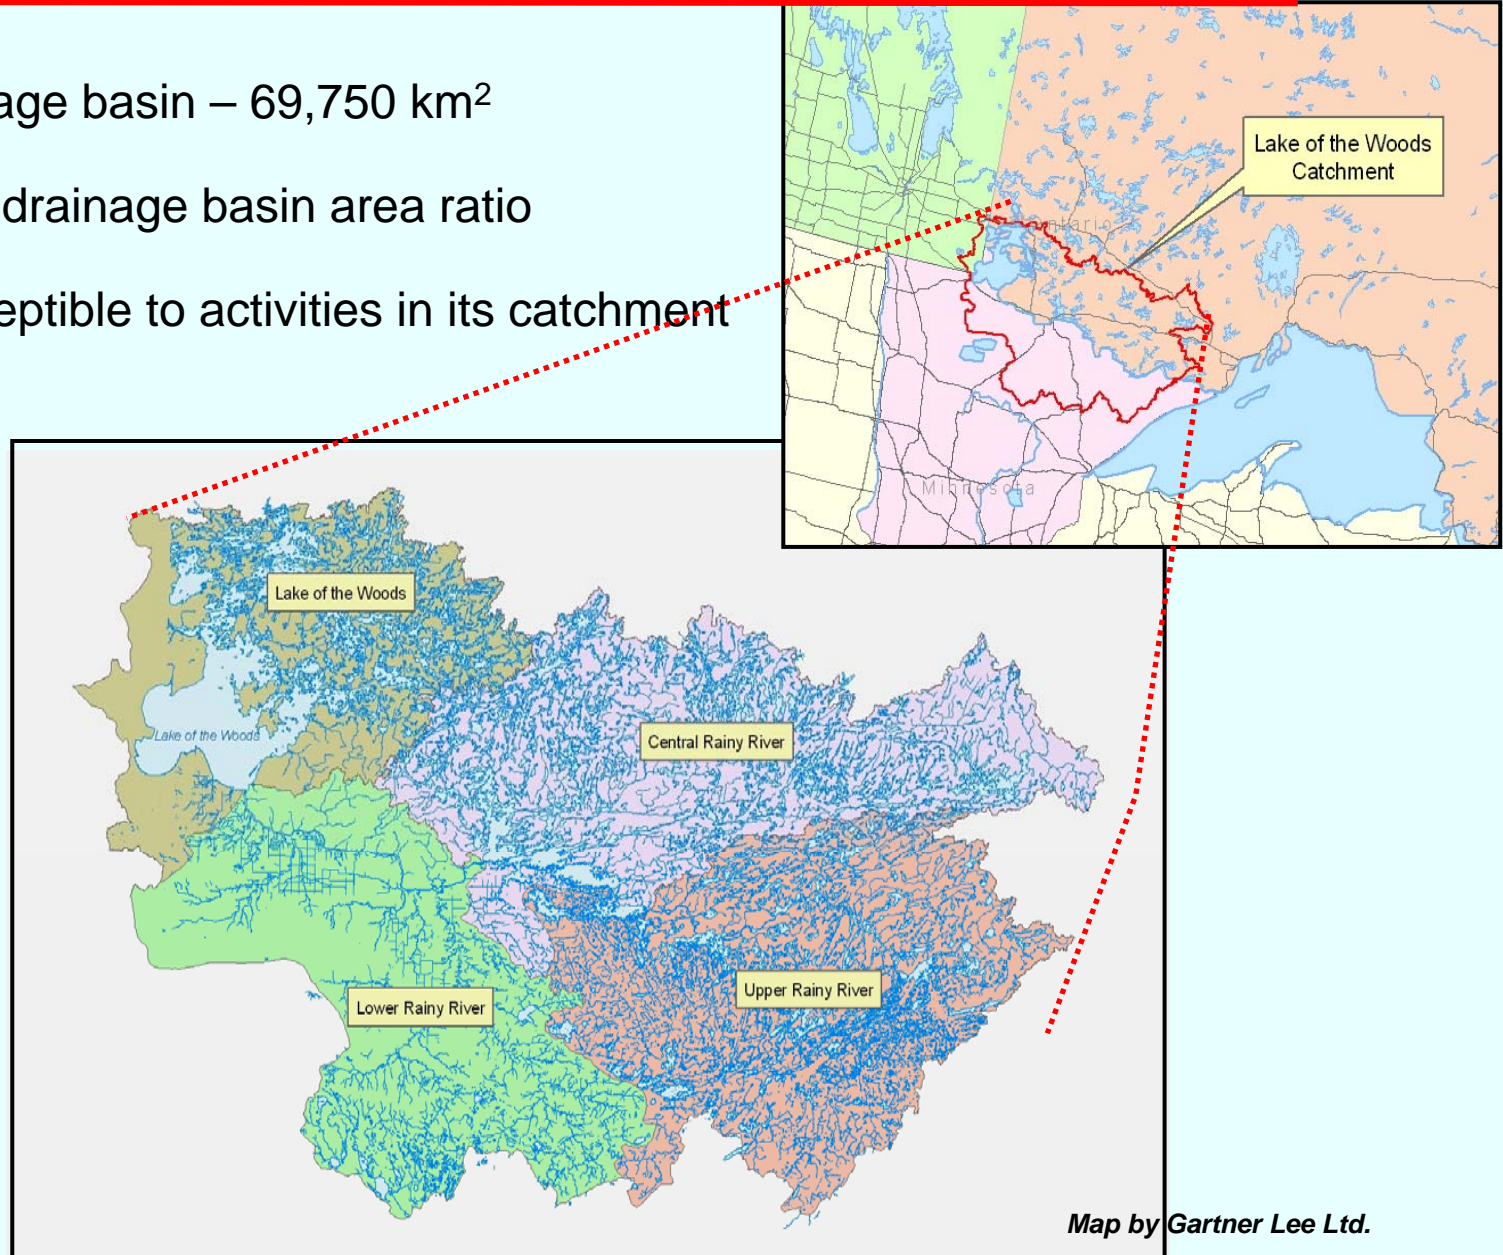 age basin – 69,750 km²
drainage basin area ratio
eptible to activities in its catchment
Lake of the Woods
Catchment
Ontario
Minnesota
Lake of the Woods
Lake of the Woods
Central Rainy River
Upper Rainy River
Lower Rainy River
Map by Gartner Lee Ltd.